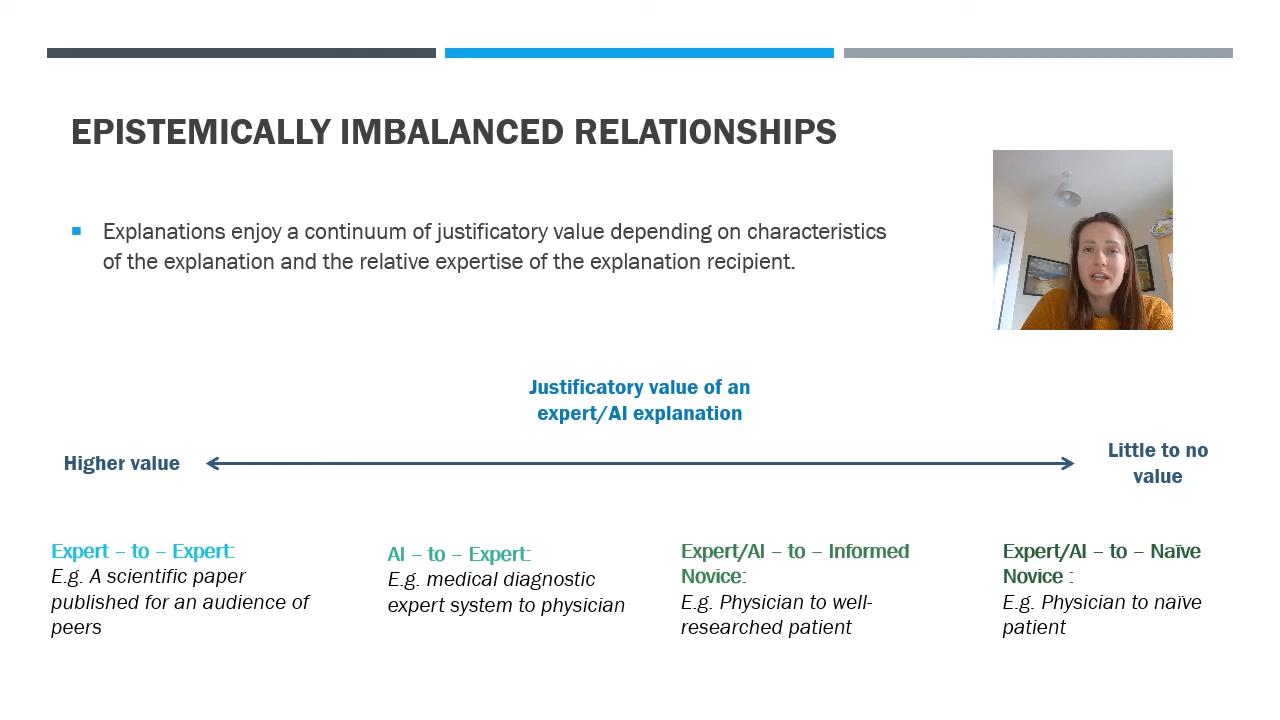 EPISTEMICALLY IMBALANCED RELATIONSHIPS
Explanations enjoy a continuum of justificatory value depending on characteristics
of the explanation and the relative expertise of the explanation recipient.
Justificatory value of an
expert/AI explanation
Higher value
Little to no
value
Expert – to – Expert:
E.g. A scientific paper
published for an audience of
peers
AI – to – Expert:
E.g. medical diagnostic
expert system to physician
Expert/AI – to – Informed
Novice:
E.g. Physician to well-
researched patient
Expert/AI – to – Naïve
Novice :
E.g. Physician to naïve
patient